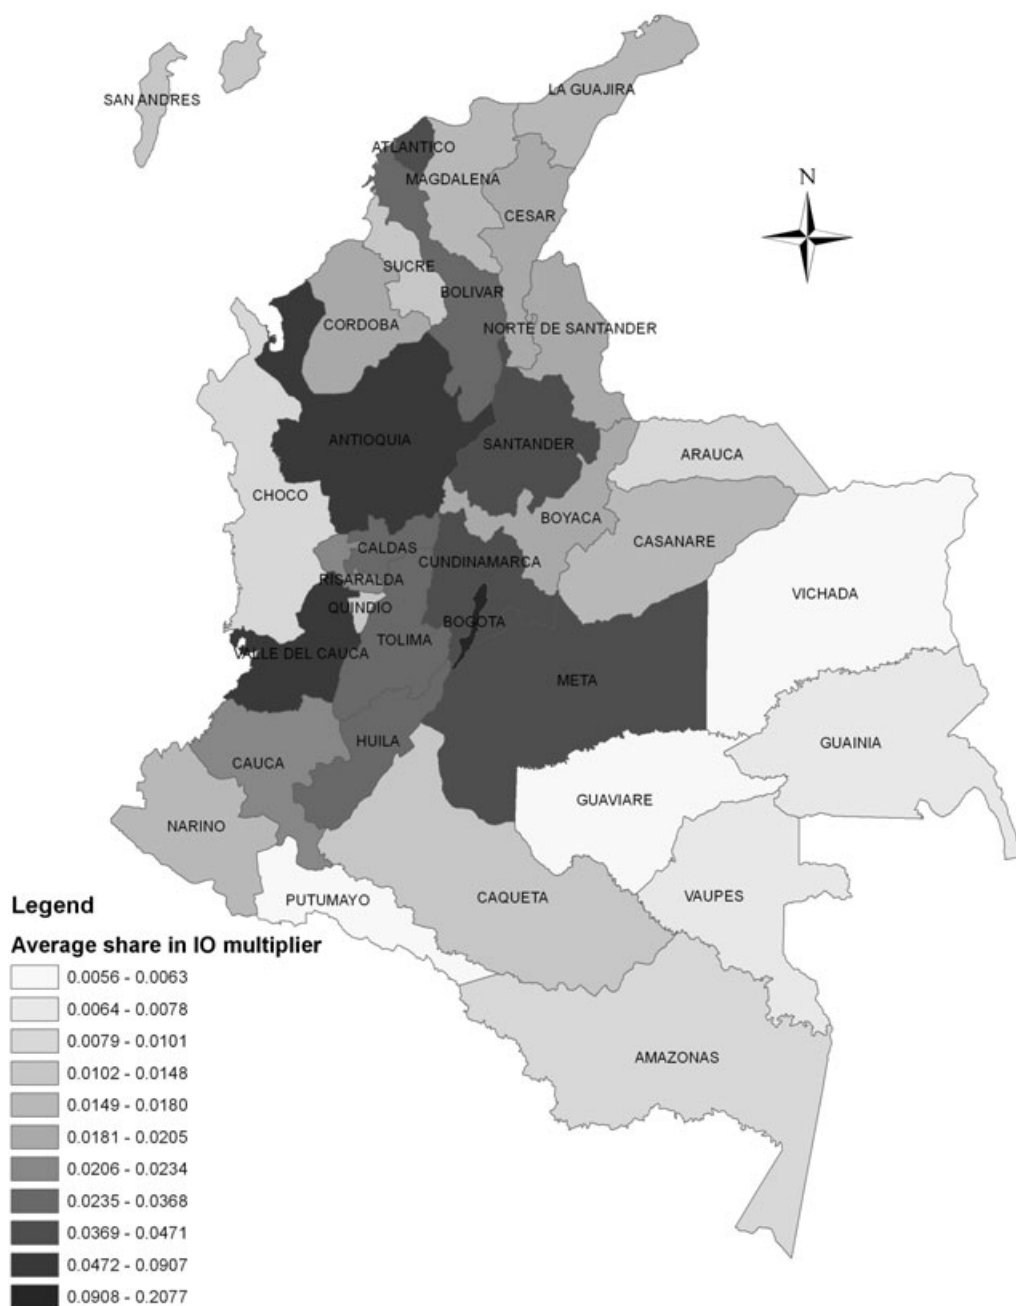 SAN ANDRES
LA GUAJIRA
ATLANTICO
MAGDALENA
N
CESAR
SUCRE
BOLIVAR
CORDOBA
NORTE DE SANTANDER
ANTIOQUIA
SANTANDER
ARAUCA
CHOCO
BOYACA
CASANARE
CALDAS
CUNDINAMARCA
RISARALDA
VICHADA
QUINDIO
BOGOTA
TOLIMA
VALLE DEL CAUCA
META
HUILA
GUAINIA
CAUCA
GUAVIARE
NARINO
PUTUMAYO
CAQUETA
VAUPES
AMAZONAS
Legend
Average share in IO multiplier
0.0056 - 0.0063
0.0064 - 0.0078
0.0079 - 0.0101
0.0102 - 0.0148
0.0149 - 0.0180
0.0181 - 0.0205
0.0206 - 0.0234
0.0235 - 0.0368
0.0369 - 0.0471
0.0472 - 0.0907
0.0908 - 0.2077